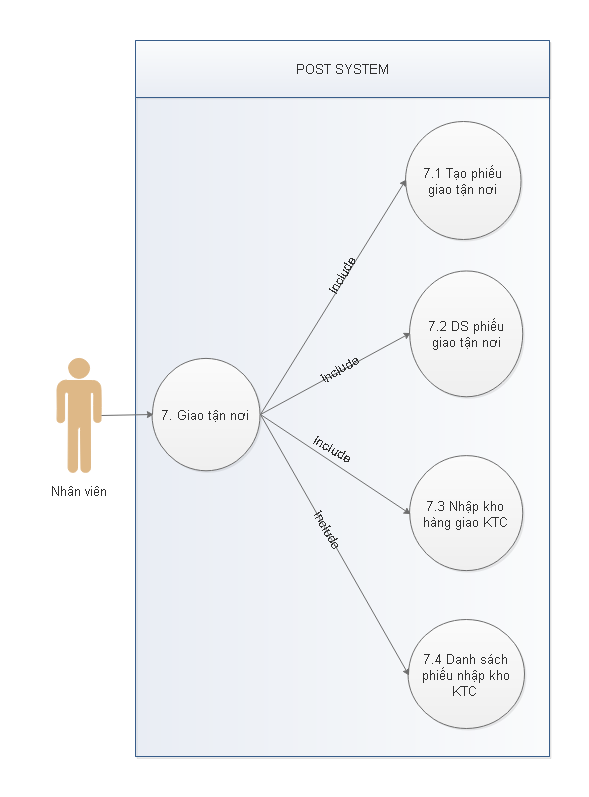 POST SYSTEM
7.1 Tạo phiếu
giao tận nơi
Include
7.2 DS phiếu
giao tận nơi
Include
7. Giao tận nơi
Include
Nhân viên
7.3 Nhập kho
hàng giao KTC
Include
7.4 Danh sách
phiếu nhập kho
KTC